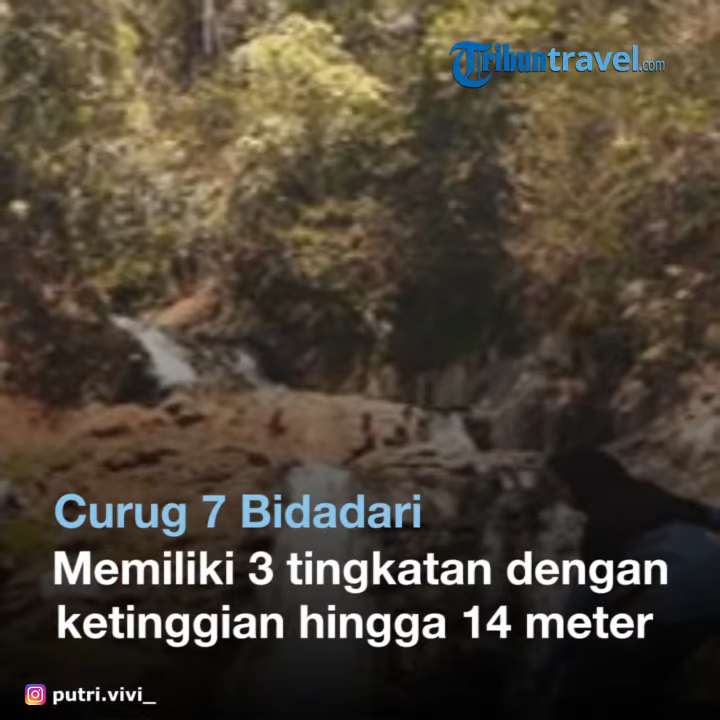 Tribuntravel.com
Curug 7 Bidadari
Memiliki 3 tingkatan dengan
ketinggian hingga 14 meter
putri.vivi_